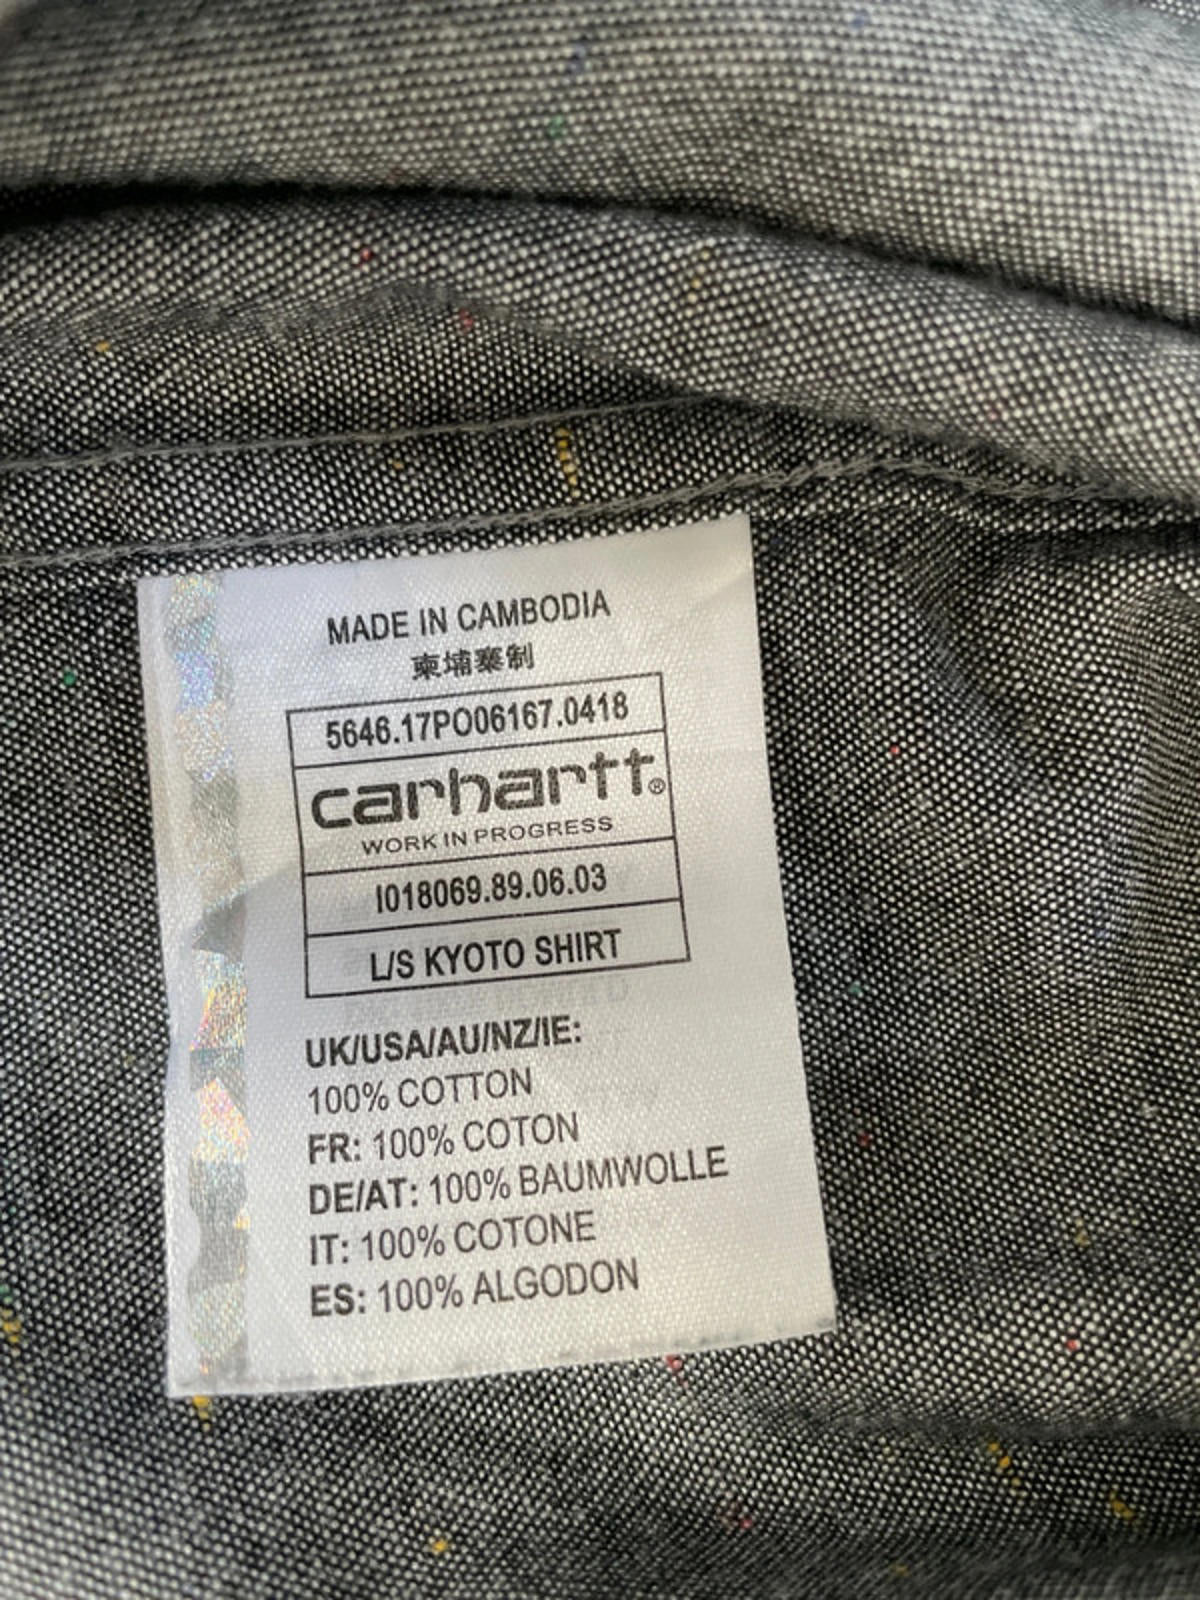 MADE IN CAMBODIA
柬埔寨制
5646.17PO06167.0418
carhartt®
WORK IN PROGRESS
I018069.89.06.03
L/S KYOTO SHIRT
UK/USA/AU/NZ/IE:
100% COTTON
FR: 100% COTON
DE/AT: 100% BAUMWOLLE
IT: 100% COTONE
ES: 100% ALGODON